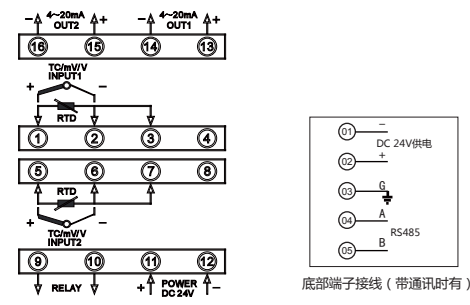 − 4～20mA + − 4～20mA +
OUT2 OUT1
16 15 14 13
TC/mV/V
INPUT1
+ −
RTD
1 2 3 4
5 6 7 8
RTD
+ −
TC/mV/V
INPUT2
9 10 11 12
RELAY + POWER −
DC 24V
01 −
DC 24V供电
02 +
03 G
04 A
RS485
05 B
底部端子接线（带通讯时有）